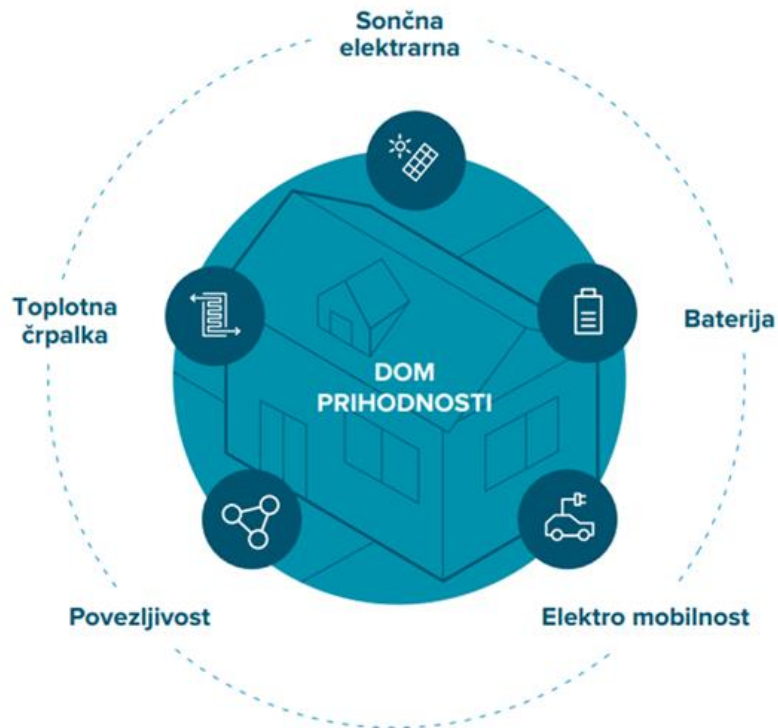 Sončna
elektrarna
Toplotna
črpalka
Baterija
DOM
PRIHODNOSTI
Povezljivost
Elektro mobilnost